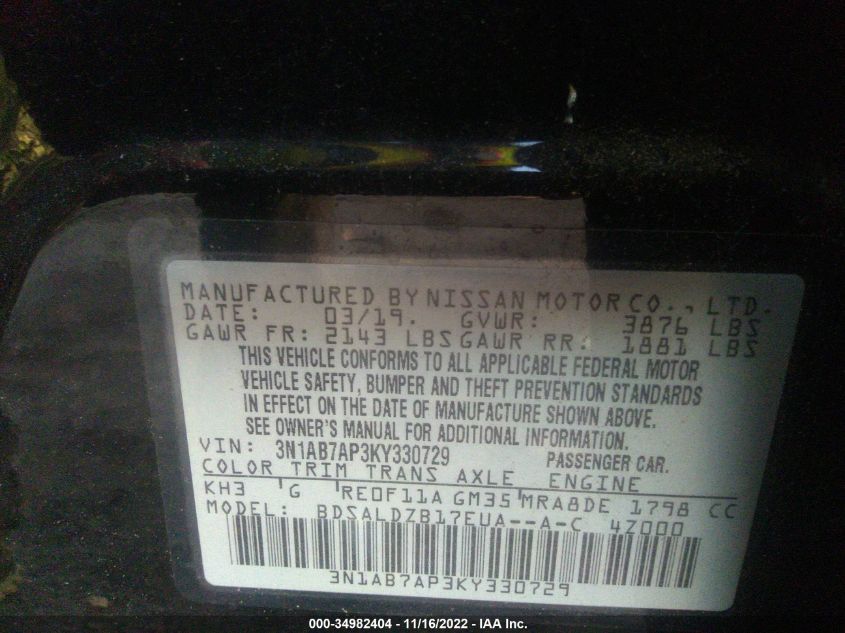 MANUFACTURED BY NISSAN MOTOR CO., LTD.
DATE: 03/19. GVWR: 3876 LBS
GAWR FR: 2143 LBS GAWR RR: 1881 LBS
THIS VEHICLE CONFORMS TO ALL APPLICABLE FEDERAL MOTOR
VEHICLE SAFETY, BUMPER AND THEFT PREVENTION STANDARDS
IN EFFECT ON THE DATE OF MANUFACTURE SHOWN ABOVE.
SEE OWNER'S MANUAL FOR ADDITIONAL INFORMATION.
VIN: 3N1AB7AP3KY330729 PASSENGER CAR.
COLOR TRIM TRANS AXLE ENGINE
KH3 G RE0F11A GM35 MRA8DE 1798 CC
MODEL: BDSALDZB17EUA--A-C 4Z000
3N1AB7AP3KY330729
000-34982404 - 11/16/2022 - IAA Inc.